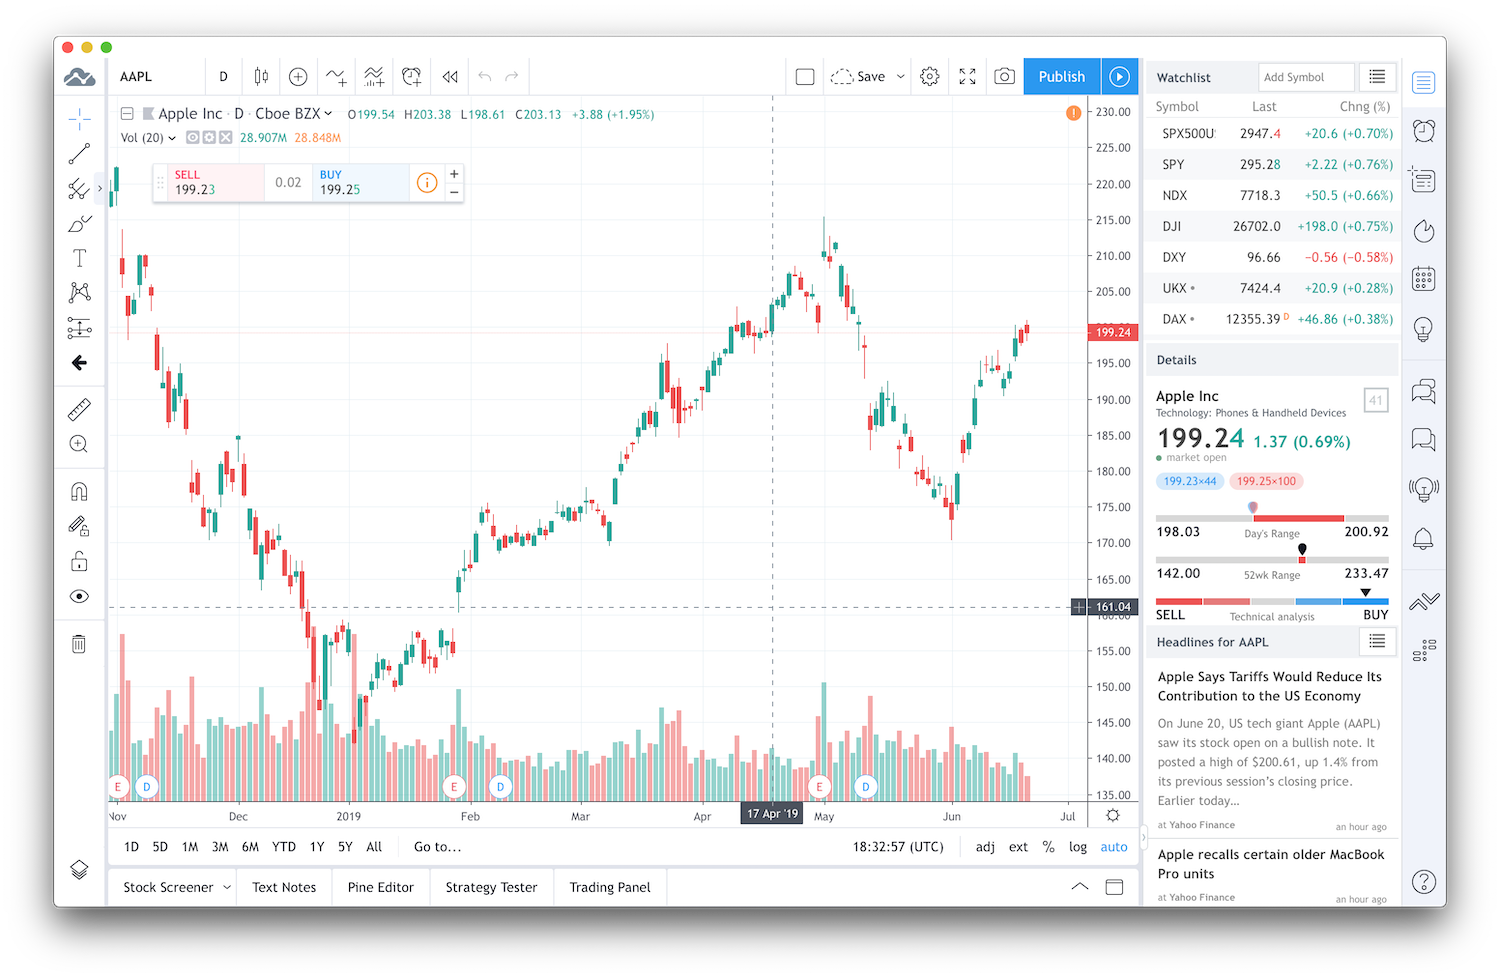 AAPL
D
Save
Publish
Apple Inc · D · Cboe BZX
O199.54 H203.38 L198.61 C203.13 +3.88 (+1.95%)
Vol (20) 28.907M 28.848M
SELL
199.23
0.02
BUY
199.25
230.00
225.00
220.00
215.00
210.00
205.00
199.24
195.00
190.00
185.00
180.00
175.00
170.00
165.00
161.04
160.00
155.00
150.00
145.00
140.00
135.00
E D E D E D
Nov Dec 2019 Feb Mar Apr 17 Apr '19 May Jun Jul
1D 5D 1M 3M 6M YTD 1Y 5Y All Go to... 18:32:57 (UTC) adj ext % log auto
Stock Screener Text Notes Pine Editor Strategy Tester Trading Panel
Watchlist Add Symbol
Symbol Last Chng (%)
SPX500U 2947.4 +20.6 (+0.70%)
SPY 295.28 +2.22 (+0.76%)
NDX 7718.3 +50.5 (+0.66%)
DJI 26702.0 +198.0 (+0.75%)
DXY 96.66 −0.56 (−0.58%)
UKX • 7424.4 +20.9 (+0.28%)
DAX • 12355.39 D +46.86 (+0.38%)
Details
Apple Inc 41
Technology: Phones & Handheld Devices
199.24 1.37 (0.69%)
market open
199.23×44 199.25×100
198.03 Day's Range 200.92
142.00 52wk Range 233.47
SELL Technical analysis BUY
Headlines for AAPL
Apple Says Tariffs Would Reduce Its
Contribution to the US Economy
On June 20, US tech giant Apple (AAPL)
saw its stock open on a bullish note. It
posted a high of $200.61, up 1.4% from
its previous session's closing price.
Earlier today...
at Yahoo Finance an hour ago
Apple recalls certain older MacBook
Pro units
at Yahoo Finance an hour ago